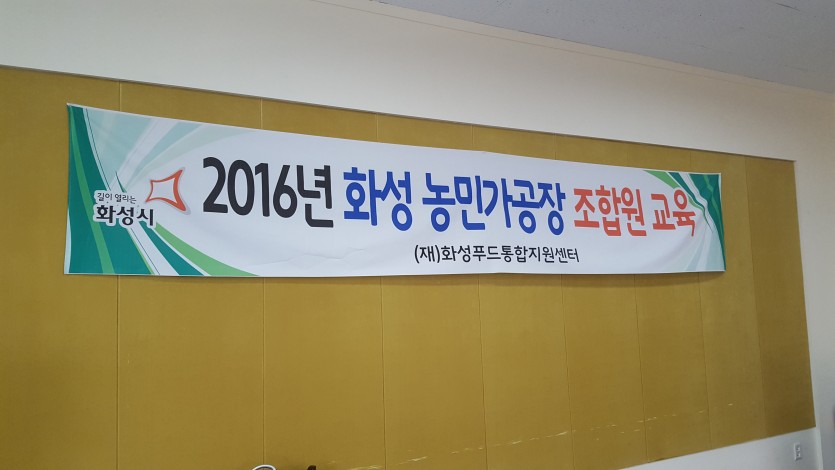 길이 열리는
화성시
2016년 화성 농민가공장 조합원 교육
(재)화성푸드통합지원센터